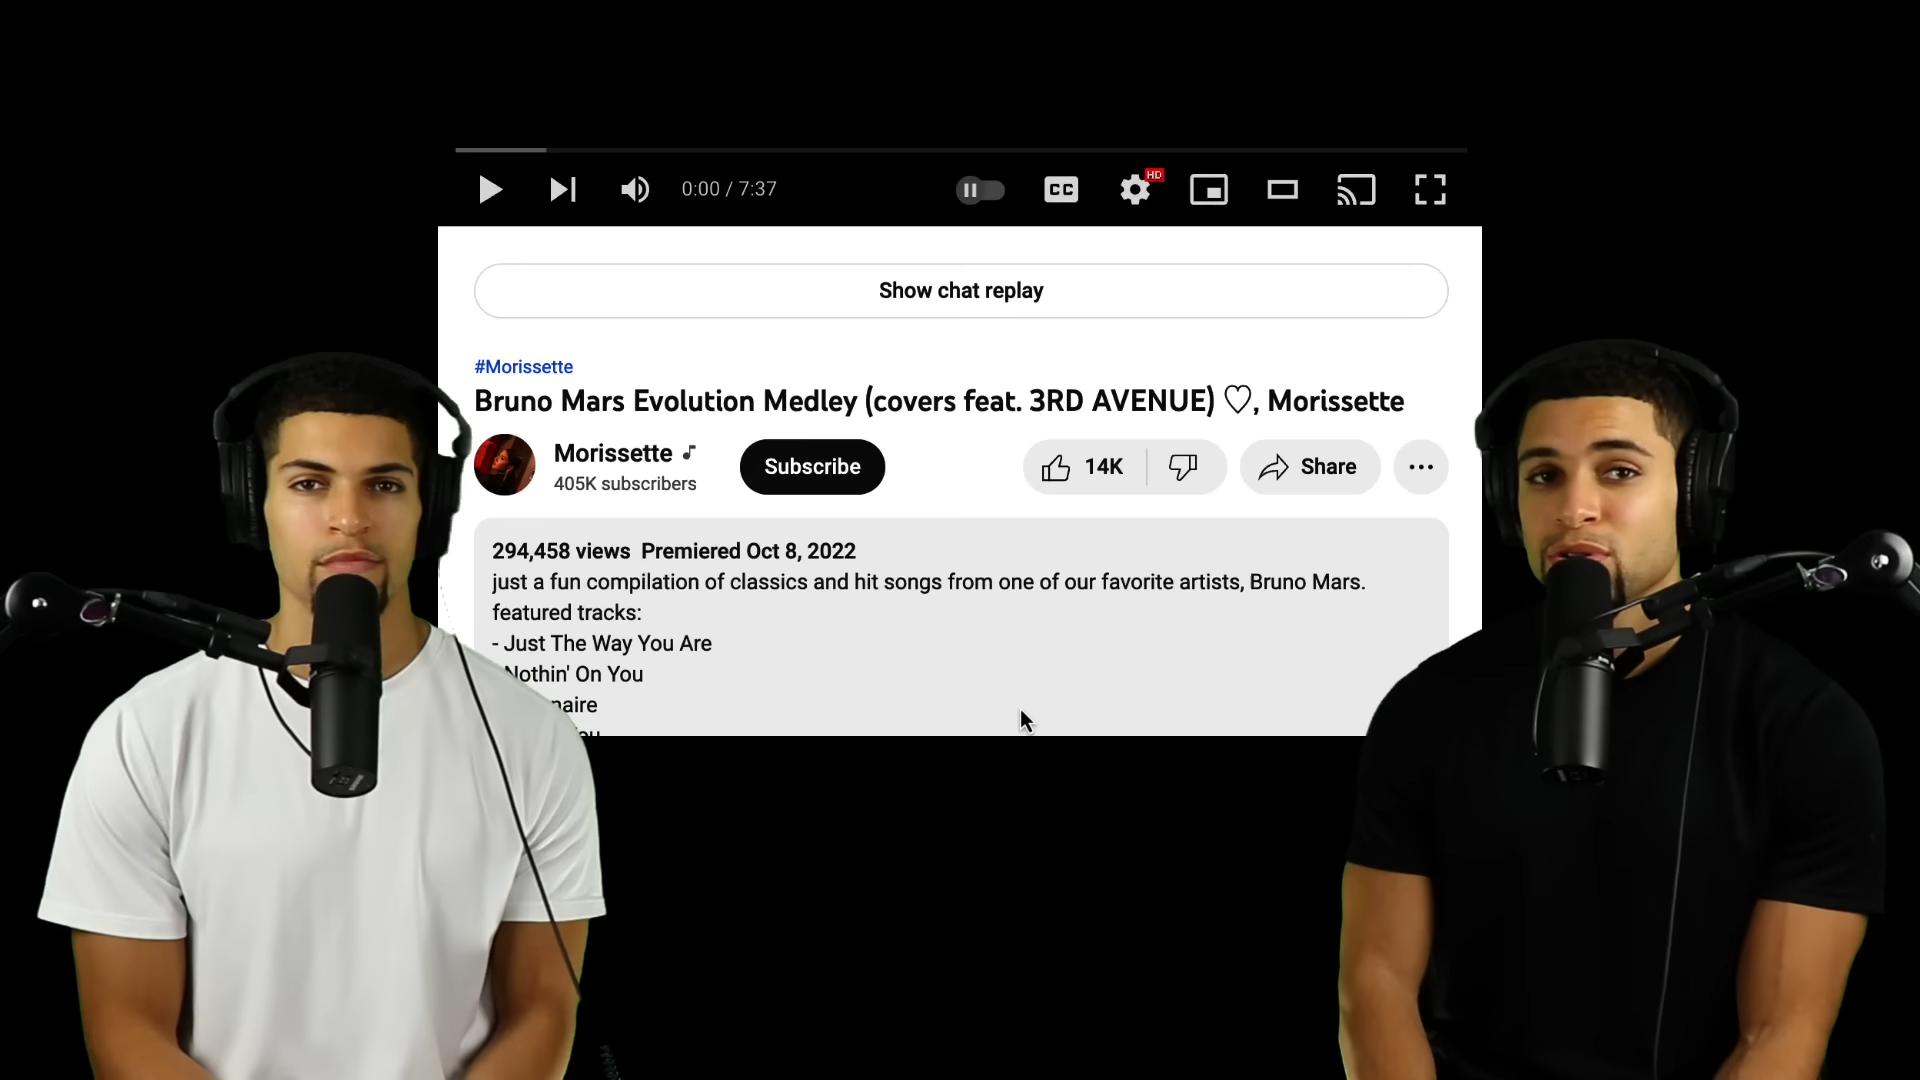 0:00 / 7:37
CC
HD
Show chat replay
#Morissette
Bruno Mars Evolution Medley (covers feat. 3RD AVENUE) ♡, Morissette
Morissette
405K subscribers
Subscribe
14K
Share
294,458 views Premiered Oct 8, 2022
just a fun compilation of classics and hit songs from one of our favorite artists, Bruno Mars.
featured tracks:
- Just The Way You Are
Nothin' On You
naire
ou